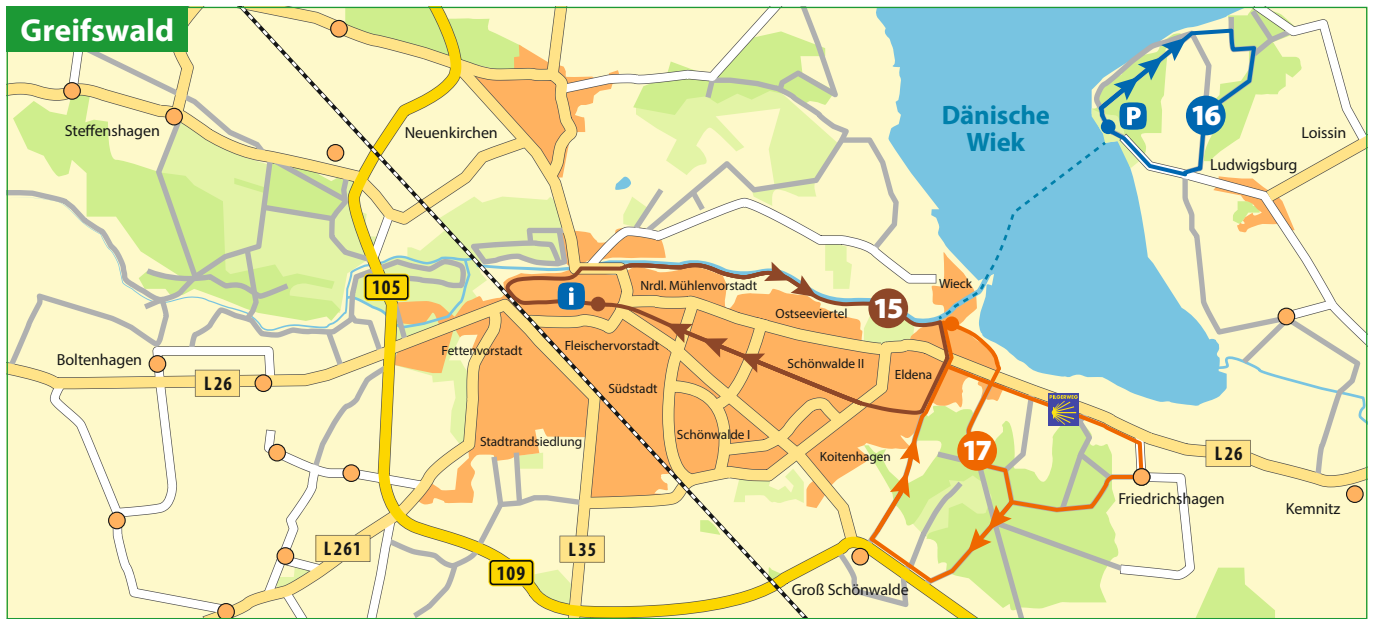 Greifswald
Steffenshagen
Neuenkirchen
Dänische
Wiek
P
16
Loissin
Ludwigsburg
105
i
Nrdl. Mühlenvorstadt
Wieck
15
Ostseeviertel
Boltenhagen
Fettenvorstadt
Fleischervorstadt
Schönwalde II
Eldena
L26
Südstadt
PILGERWEG
Stadtrandsiedlung
Schönwalde I
Koitenhagen
17
L26
Friedrichshagen
Kemnitz
L261
L35
109
Groß Schönwalde